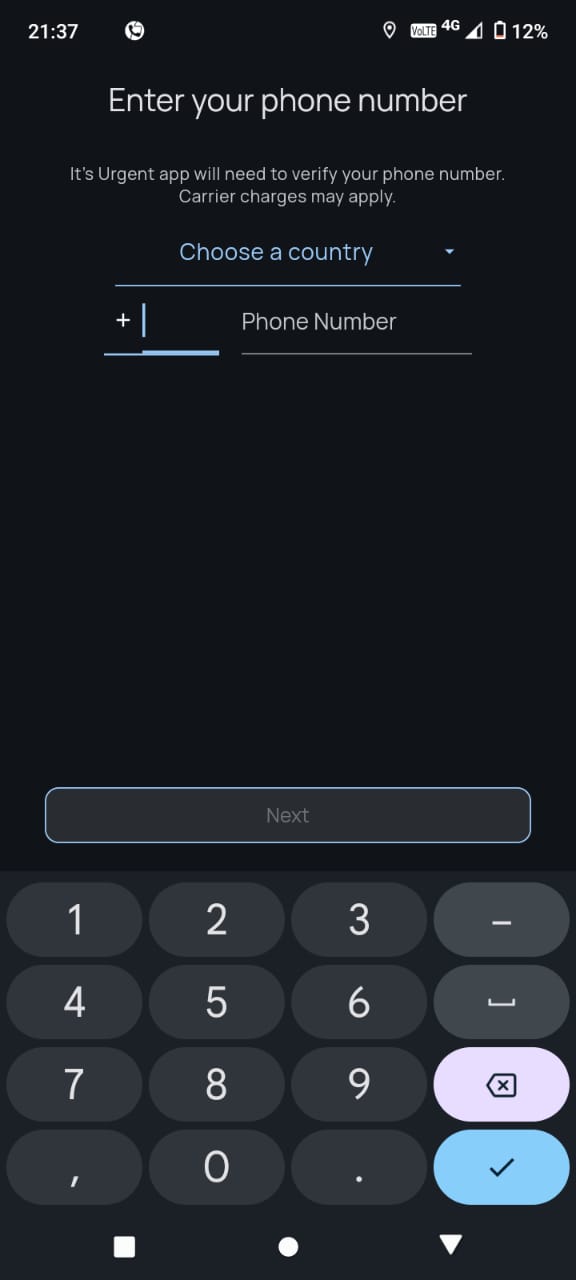 21:37 VoLTE 4G 12%
Enter your phone number
It's Urgent app will need to verify your phone number.
Carrier charges may apply.
Choose a country
+ Phone Number
Next
1 2 3 –
4 5 6
7 8 9
, 0 .